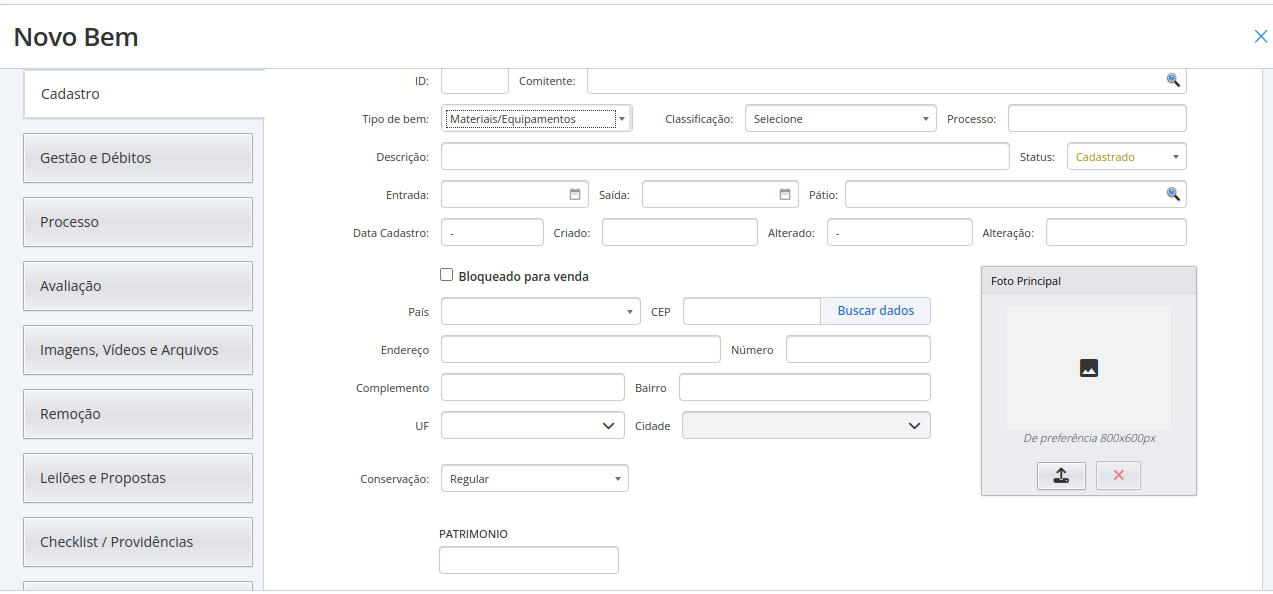 Novo Bem
Cadastro
Gestão e Débitos
Processo
Avaliação
Imagens, Vídeos e Arquivos
Remoção
Leilões e Propostas
Checklist / Providências
ID: Comitente:
Tipo de bem: Materiais/Equipamentos Classificação: Selecione Processo:
Descrição: Status: Cadastrado
Entrada: Saída: Pátio:
Data Cadastro: - Criado: Alterado: - Alteração:
Bloqueado para venda
País CEP Buscar dados
Endereço Número
Complemento Bairro
UF Cidade
Conservação: Regular
PATRIMONIO
Foto Principal
De preferência 800x600px